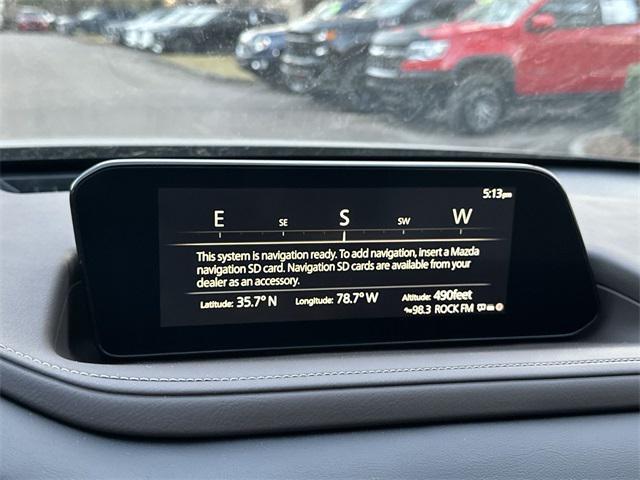 5:13pm
E SE S SW W
This system is navigation ready. To add navigation, insert a Mazda
navigation SD card. Navigation SD cards are available from your
dealer as an accessory.
Latitude: 35.7° N Longitude: 78.7° W Altitude: 490feet
98.3 ROCK FM